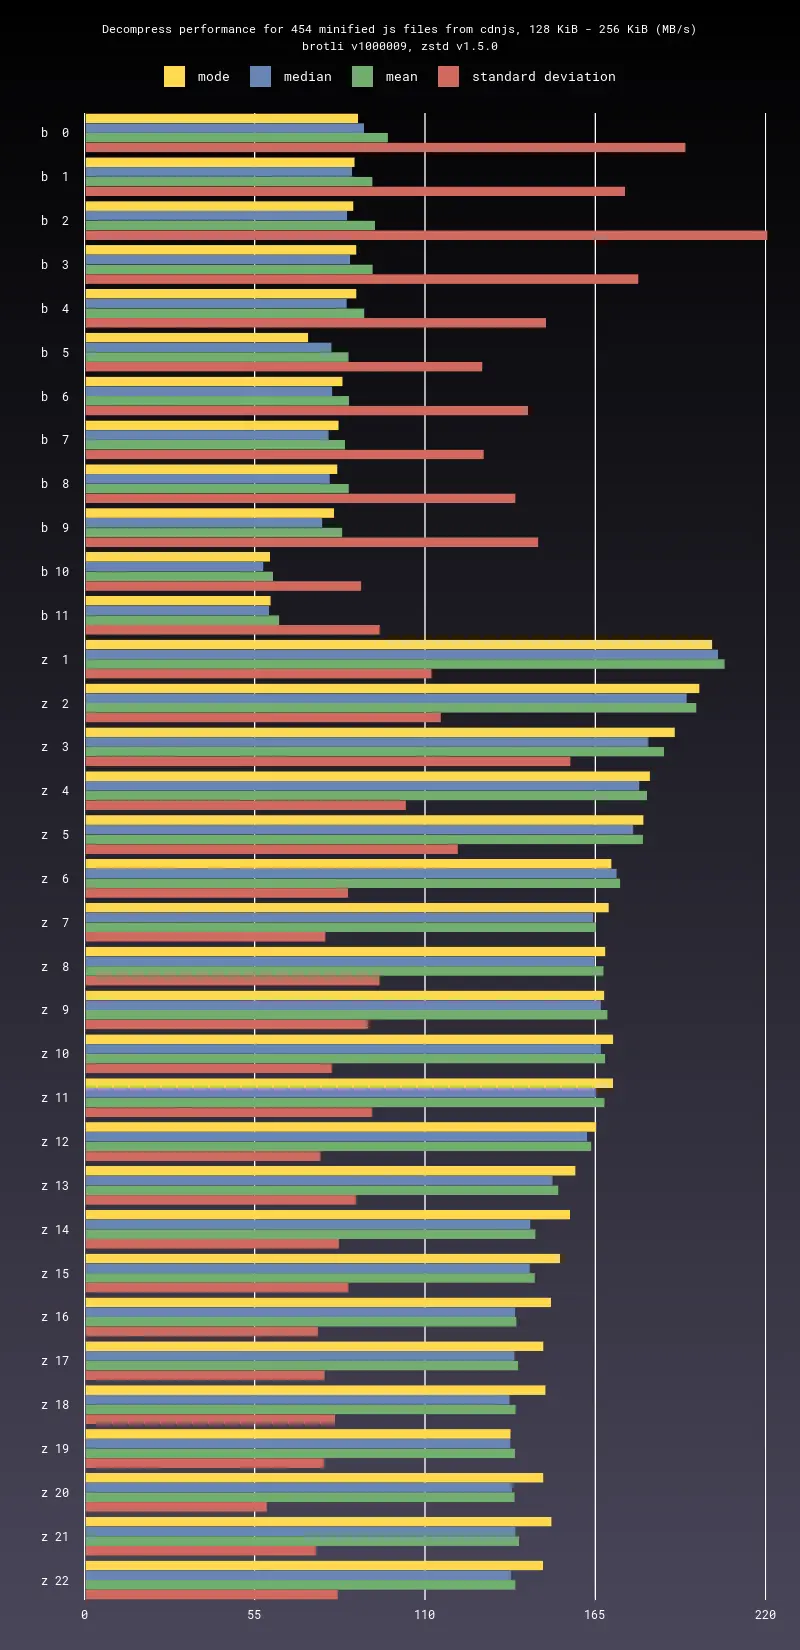 Decompress performance for 454 minified js files from cdnjs, 128 KiB - 256 KiB (MB/s)
brotli v1000009, zstd v1.5.0
mode median mean standard deviation
b 0
b 1
b 2
b 3
b 4
b 5
b 6
b 7
b 8
b 9
b 10
b 11
z 1
z 2
z 3
z 4
z 5
z 6
z 7
z 8
z 9
z 10
z 11
z 12
z 13
z 14
z 15
z 16
z 17
z 18
z 19
z 20
z 21
z 22
0 55 110 165 220